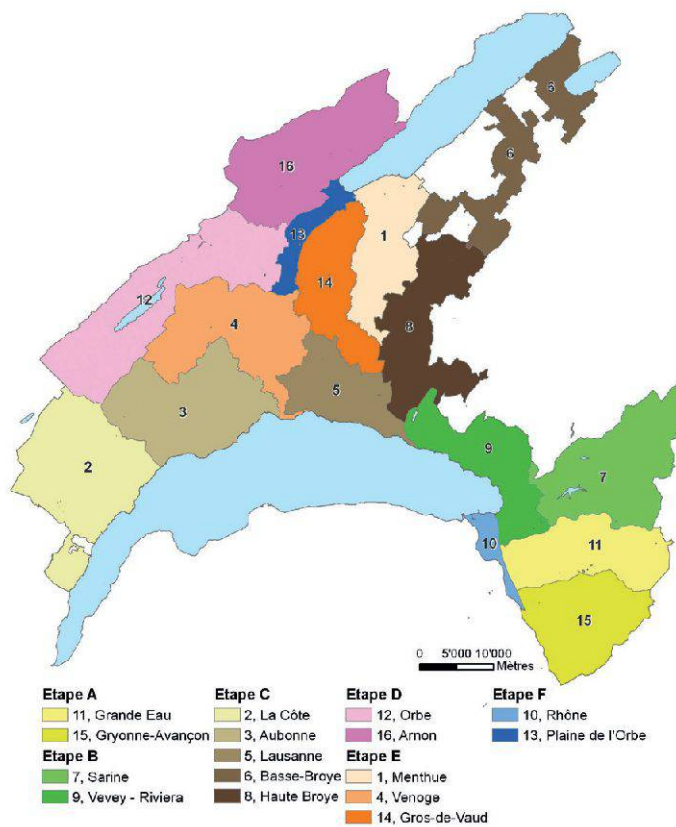 6
6
16
1
13
14
12
4
8
5
3
9
2
7
10
11
15
0 5'000 10'000
Mètres
Etape A
11, Grande Eau
15, Gryonne-Avançon
Etape B
7, Sarine
9, Vevey - Riviera
Etape C
2, La Côte
3, Aubonne
5, Lausanne
6, Basse-Broye
8, Haute Broye
Etape D
12, Orbe
16, Arnon
Etape E
1, Menthue
4, Venoge
14, Gros-de-Vaud
Etape F
10, Rhône
13, Plaine de l'Orbe